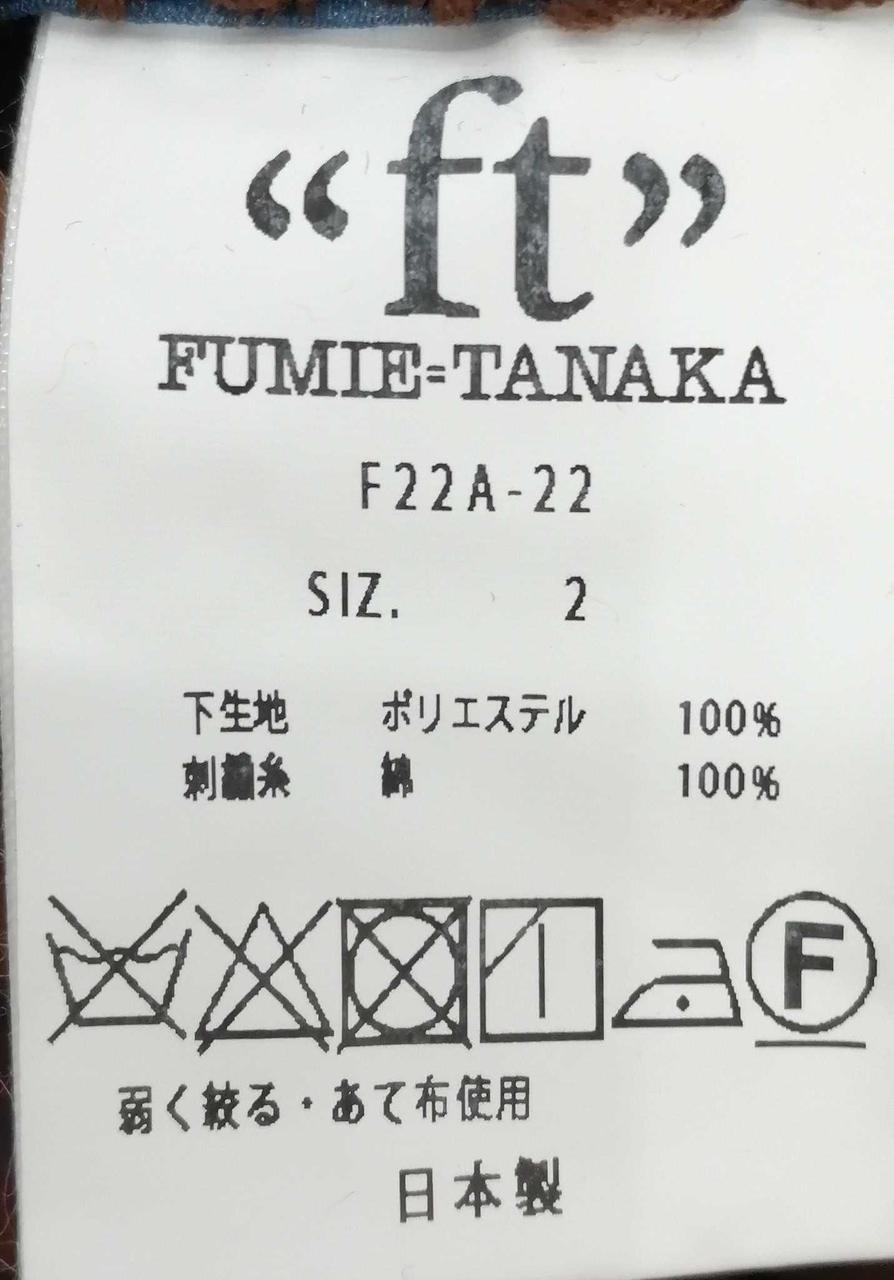 “ft”
FUMIE=TANAKA
F22A-22
SIZ. 2
下生地 ポリエステル 100%
刺繍糸 綿 100%
F
弱く絞る・あて布使用
日本製